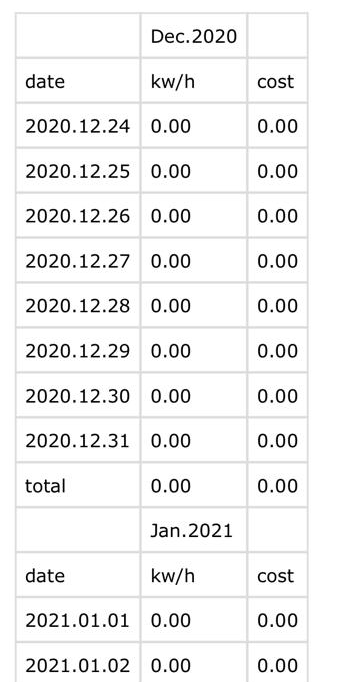 Dec.2020
date kw/h cost
2020.12.24 0.00 0.00
2020.12.25 0.00 0.00
2020.12.26 0.00 0.00
2020.12.27 0.00 0.00
2020.12.28 0.00 0.00
2020.12.29 0.00 0.00
2020.12.30 0.00 0.00
2020.12.31 0.00 0.00
total 0.00 0.00
Jan.2021
date kw/h cost
2021.01.01 0.00 0.00
2021.01.02 0.00 0.00